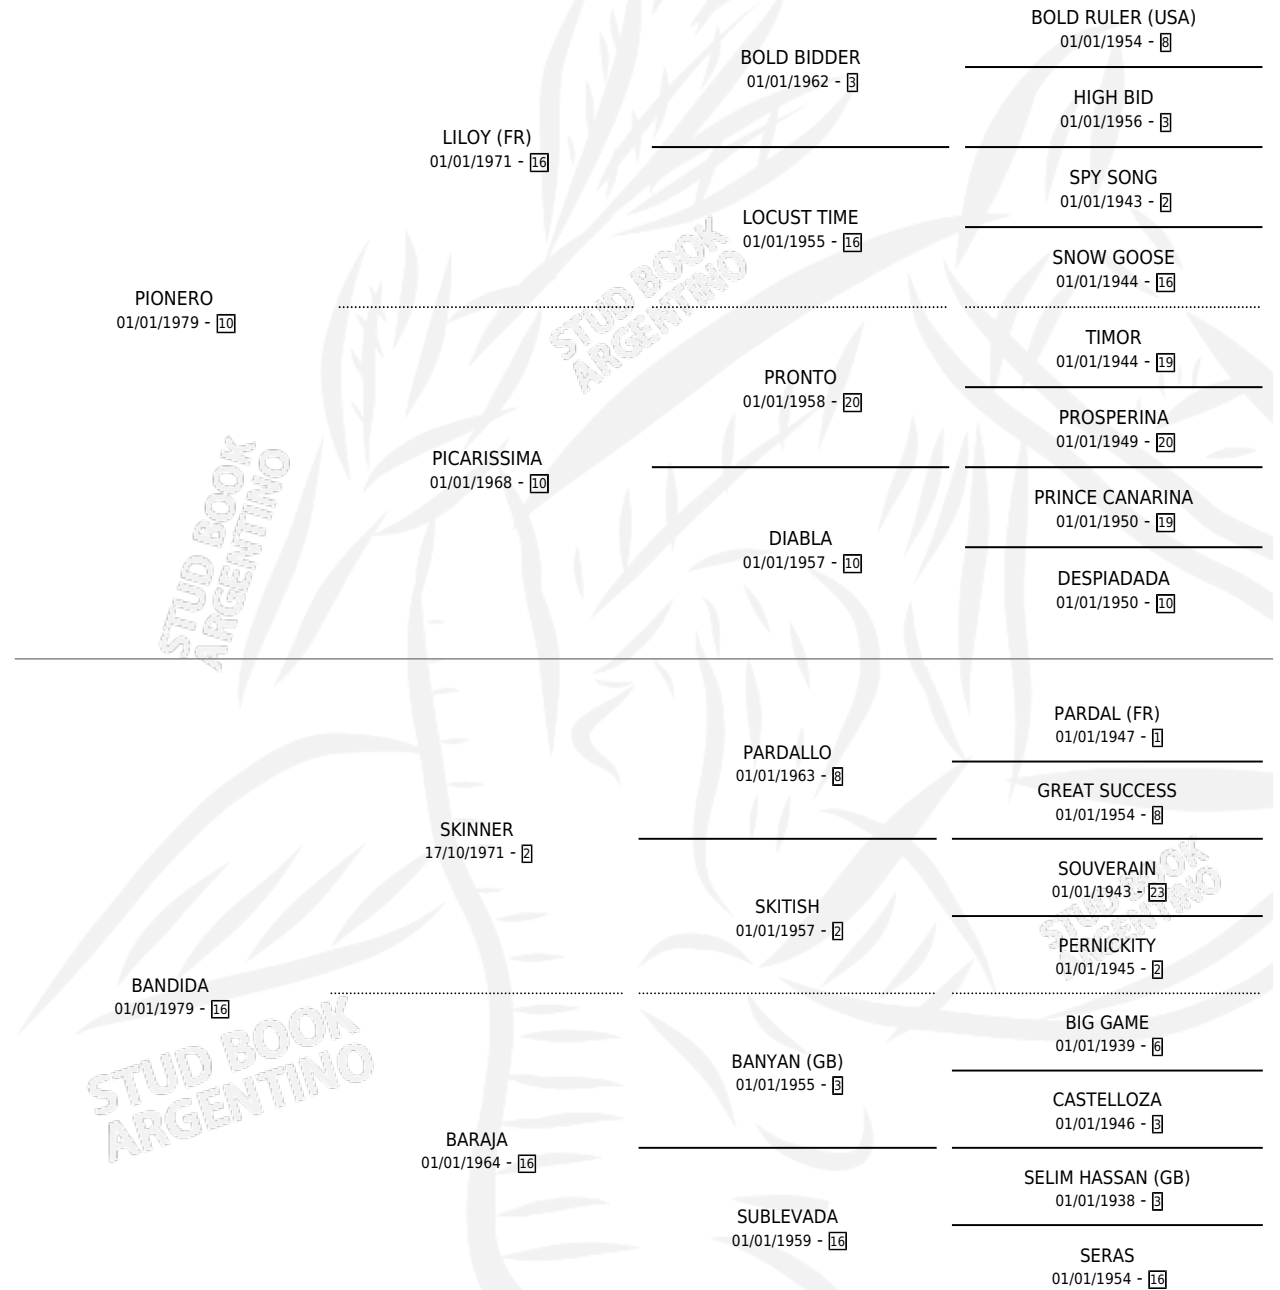 BOLD RULER (USA)
01/01/1954 - 8
BOLD BIDDER
01/01/1962 - 3
HIGH BID
01/01/1956 - 3
LILOY (FR)
01/01/1971 - 16
SPY SONG
01/01/1943 - 2
LOCUST TIME
01/01/1955 - 16
SNOW GOOSE
01/01/1944 - 16
PIONERO
01/01/1979 - 10
TIMOR
01/01/1944 - 19
PRONTO
01/01/1958 - 20
PROSPERINA
01/01/1949 - 20
PICARISSIMA
01/01/1968 - 10
PRINCE CANARINA
01/01/1950 - 19
DIABLA
01/01/1957 - 10
DESPIADADA
01/01/1950 - 10
PARDAL (FR)
01/01/1947 - 1
PARDALLO
01/01/1963 - 8
GREAT SUCCESS
01/01/1954 - 8
SKINNER
17/10/1971 - 2
SOUVERAIN
01/01/1943 - 23
SKITISH
01/01/1957 - 2
PERNICKITY
01/01/1945 - 2
BANDIDA
01/01/1979 - 16
BIG GAME
01/01/1939 - 6
BANYAN (GB)
01/01/1955 - 3
CASTELLOZA
01/01/1946 - 3
BARAJA
01/01/1964 - 16
SELIM HASSAN (GB)
01/01/1938 - 3
SUBLEVADA
01/01/1959 - 16
SERAS
01/01/1954 - 16
STUD BOOK
ARGENTINO
STUD BOOK
ARGENTINO
STUD BOOK
ARGENTINO
STUD BOOK
ARGENTINO